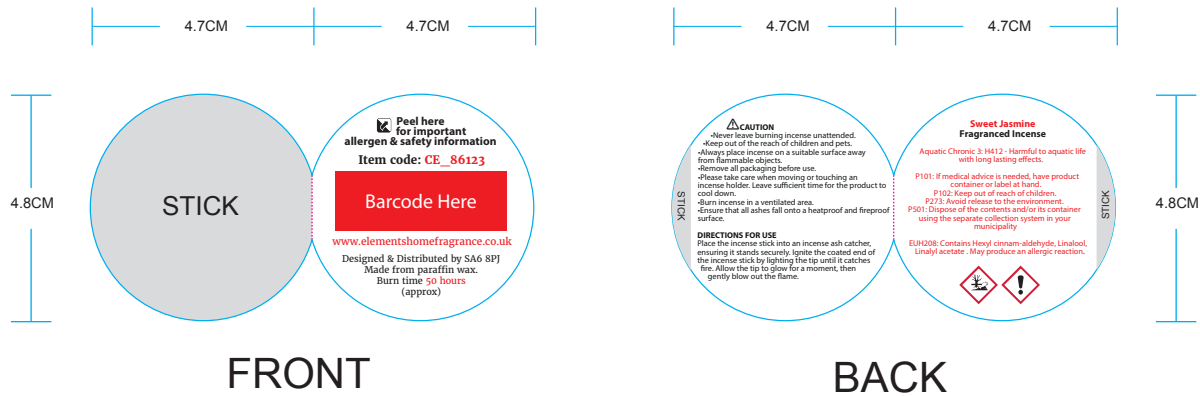 4.7CM
4.7CM
4.7CM
4.7CM
4.8CM
STICK
Peel here
for important
allergen & safety information
Item code: CE_86123
Barcode Here
www.elementshomefragrance.co.uk
Designed & Distributed by SA6 8PJ
Made from paraffin wax.
Burn time 50 hours
(approx)
FRONT
STICK
CAUTION
•Never leave burning incense unattended.
•Keep out of the reach of children and pets.
•Always place incense on a suitable surface away
from flammable objects.
•Remove all packaging before use.
•Please take care when moving or touching an
incense holder. Leave sufficient time for the product to
cool down.
•Burn incense in a ventilated area.
•Ensure that all ashes fall onto a heatproof and fireproof
surface.
DIRECTIONS FOR USE
Place the incense stick into an incense ash catcher,
ensuring it stands securely. Ignite the coated end of
the incense stick by lighting the tip until it catches
fire. Allow the tip to glow for a moment, then
gently blow out the flame.
Sweet Jasmine
Fragranced Incense
Aquatic Chronic 3: H412 - Harmful to aquatic life
with long lasting effects.
P101: If medical advice is needed, have product
container or label at hand.
P102: Keep out of reach of children.
P273: Avoid release to the environment.
P501: Dispose of the contents and/or its container
using the separate collection system in your
municipality
EUH208: Contains Hexyl cinnam-aldehyde, Linalool,
Linalyl acetate . May produce an allergic reaction.
STICK
4.8CM
BACK